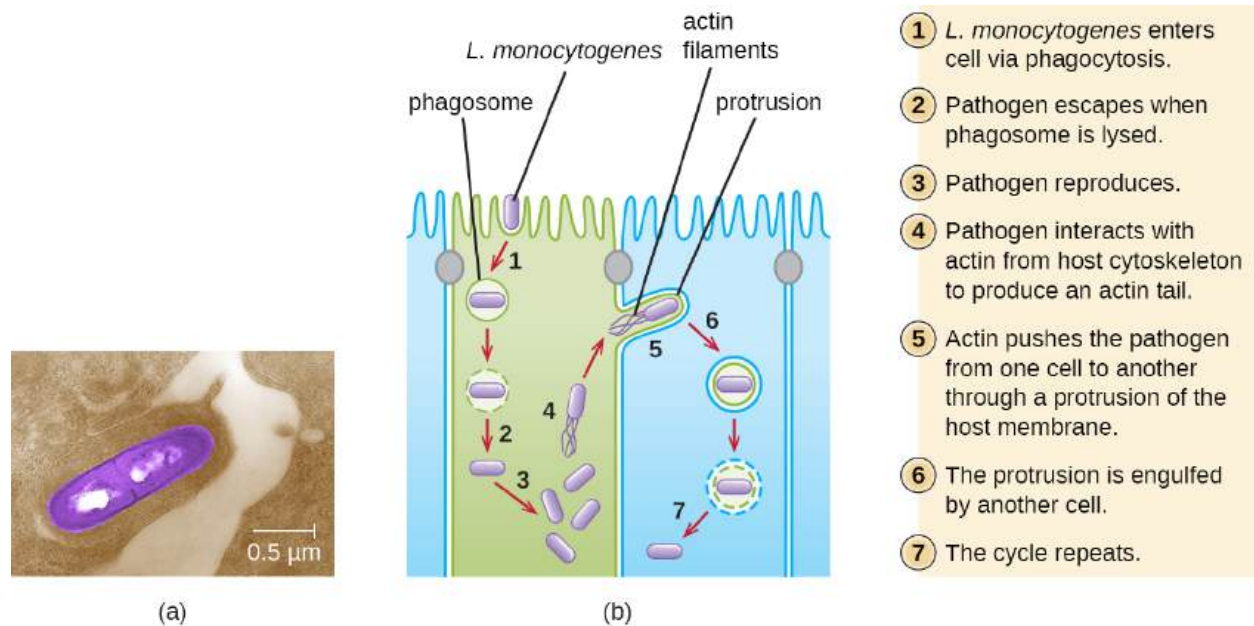 actin
filaments
L. monocytogenes
phagosome
protrusion
1
2
3
4
5
6
7
0.5 µm
(a)
(b)
1 L. monocytogenes enters
cell via phagocytosis.
2 Pathogen escapes when
phagosome is lysed.
3 Pathogen reproduces.
4 Pathogen interacts with
actin from host cytoskeleton
to produce an actin tail.
5 Actin pushes the pathogen
from one cell to another
through a protrusion of the
host membrane.
6 The protrusion is engulfed
by another cell.
7 The cycle repeats.